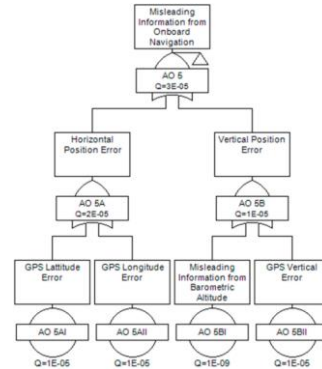 Misleading
Information from
Onboard
Navigation
AO 5
Q=3E-05
Horizontal
Position Error
Vertical Position
Error
AO 5A
Q=2E-05
AO 5B
Q=1E-05
GPS Lattitude
Error
GPS Longitude
Error
Misleading
Information from
Barometric
Altitude
GPS Vertical
Error
AO 5AI
AO 5AII
AO 5BI
AO 5BII
Q=1E-05
Q=1E-05
Q=1E-09
Q=1E-05